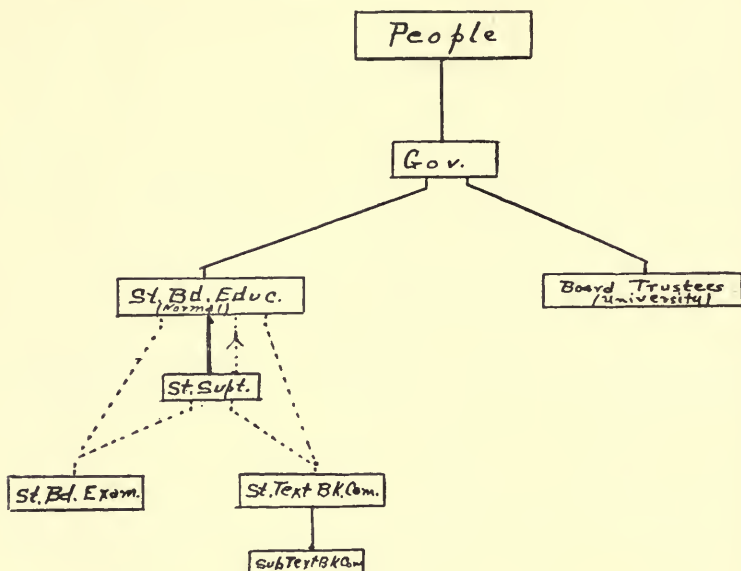 People
Gov.
St. Bd. Educ.
(Normal)
Board Trustees
(University)
St. Supt.
St. Bd. Exam.
St. Text Bk. Com.
Sub Text Bk Com